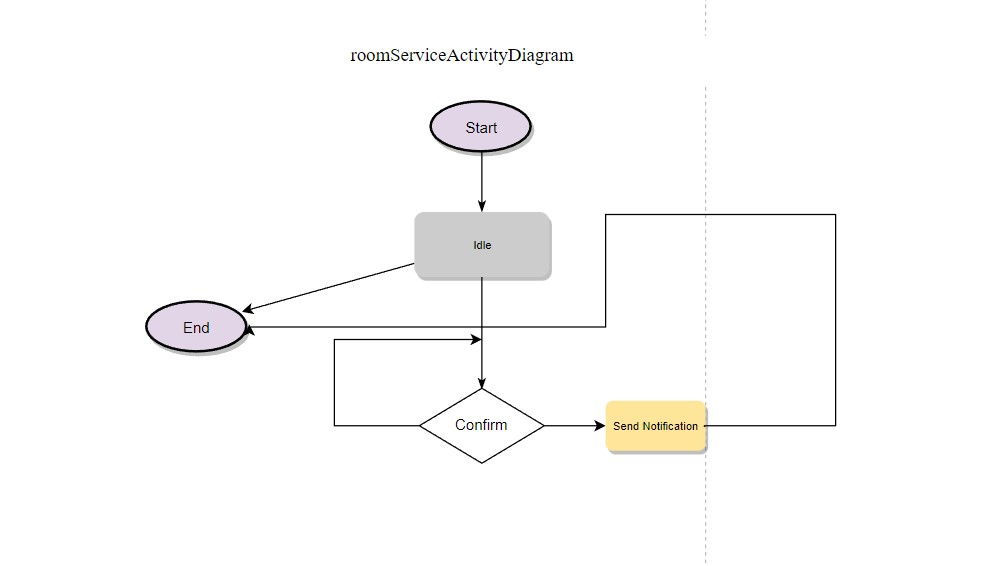 roomServiceActivityDiagram
Start
Idle
End
Confirm
Send Notification